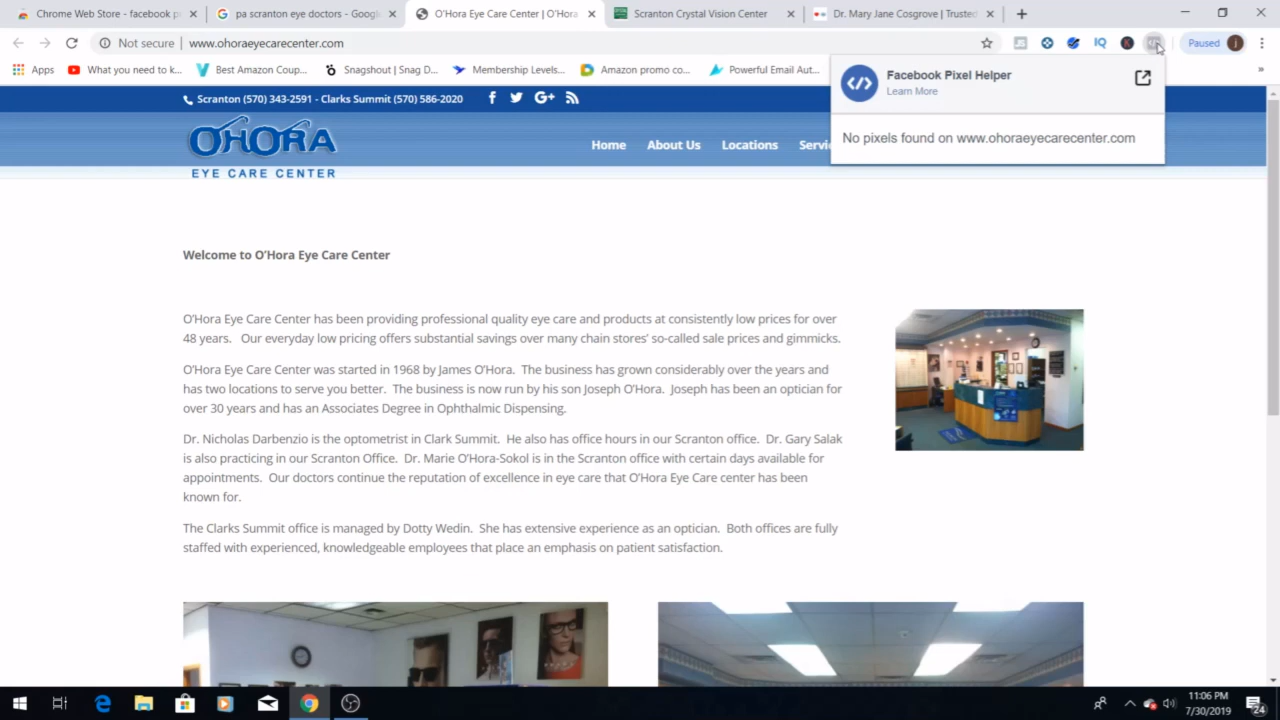 Chrome Web Store - facebook p
pa scranton eye doctors - Googl
O'Hora Eye Care Center | O'Hora
Scranton Crystal Vision Center
Dr. Mary Jane Cosgrove | Trusted
Not secure
www.ohoraeyecarecenter.com
IQ
Paused
Apps
What you need to k...
Best Amazon Coup...
Snagshout | Snag D...
Membership Levels...
Amazon promo co...
Powerful Email Aut...
»
Facebook Pixel Helper
Learn More
No pixels found on www.ohoraeyecarecenter.com
Scranton (570) 343-2591 - Clarks Summit (570) 586-2020
OHORA
EYE CARE CENTER
Home
About Us
Locations
Servi
Welcome to O'Hora Eye Care Center
O'Hora Eye Care Center has been providing professional quality eye care and products at consistently low prices for over
48 years. Our everyday low pricing offers substantial savings over many chain stores' so-called sale prices and gimmicks.
O'Hora Eye Care Center was started in 1968 by James O'Hora. The business has grown considerably over the years and
has two locations to serve you better. The business is now run by his son Joseph O'Hora. Joseph has been an optician for
over 30 years and has an Associates Degree in Ophthalmic Dispensing.
Dr. Nicholas Darbenzio is the optometrist in Clark Summit. He also has office hours in our Scranton office. Dr. Gary Salak
is also practicing in our Scranton Office. Dr. Marie O'Hora-Sokol is in the Scranton office with certain days available for
appointments. Our doctors continue the reputation of excellence in eye care that O'Hora Eye Care center has been
known for.
The Clarks Summit office is managed by Dotty Wedin. She has extensive experience as an optician. Both offices are fully
staffed with experienced, knowledgeable employees that place an emphasis on patient satisfaction.
11:06 PM
7/30/2019
24